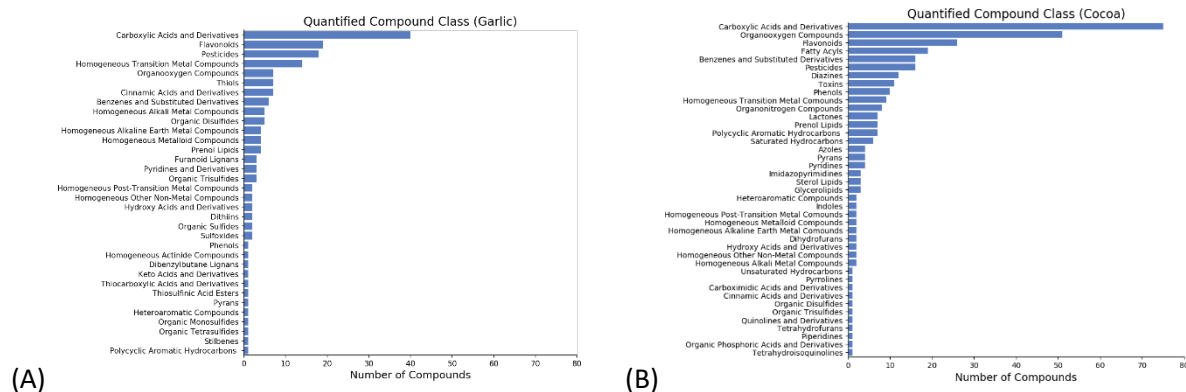 Quantified Compound Class (Garlic)
Carboxylic Acids and Derivatives
Flavonoids
Pesticides
Homogeneous Transition Metal Compounds
Organooxygen Compounds
Thiols
Cinnamic Acids and Derivatives
Benzenes and Substituted Derivatives
Homogeneous Alkali Metal Compounds
Organic Disulfides
Homogeneous Alkaline Earth Metal Compounds
Homogeneous Metalloid Compounds
Prenol Lipids
Furanoid Lignans
Pyridines and Derivatives
Organic Trisulfides
Homogeneous Post-Transition Metal Compounds
Homogeneous Other Non-Metal Compounds
Hydroxy Acids and Derivatives
Dithiins
Organic Sulfides
Sulfoxides
Phenols
Homogeneous Actinide Compounds
Dibenzylbutane Lignans
Keto Acids and Derivatives
Thiocarboxylic Acids and Derivatives
Thiosulfinic Acid Esters
Pyrans
Heteroaromatic Compounds
Organic Monosulfides
Organic Tetrasulfides
Stilbenes
Polycyclic Aromatic Hydrocarbons
0 10 20 30 40 50 60 70 80
Number of Compounds
(A)
Quantified Compound Class (Cocoa)
Carboxylic Acids and Derivatives
Organooxygen Compounds
Flavonoids
Fatty Acyls
Benzenes and Substituted Derivatives
Pesticides
Diazines
Toxins
Phenols
Homogeneous Transition Metal Comounds
Organonitrogen Compounds
Lactones
Prenol Lipids
Polycyclic Aromatic Hydrocarbons
Saturated Hydrocarbons
Azoles
Pyrans
Pyridines
Imidazopyrimidines
Sterol Lipids
Glycerolipids
Heteroaromatic Compounds
Indoles
Homogeneous Post-Transition Metal Comounds
Homogeneous Metalloid Compounds
Homogeneous Alkaline Earth Metal Comounds
Dihydrofurans
Hydroxy Acids and Derivatives
Homogeneous Other Non-Metal Compounds
Homogeneous Alkali Metal Compounds
Unsaturated Hydrocarbons
Pyrrolines
Carboximidic Acids and Derivatives
Cinnamic Acids and Derivatives
Organic Disulfides
Organic Trisulfides
Quinolines and Derivatives
Tetrahydrofurans
Piperidines
Organic Phosphoric Acids and Derivatives
Tetrahydroisoquinolines
0 10 20 30 40 50 60 70 80
Number of Compounds
(B)